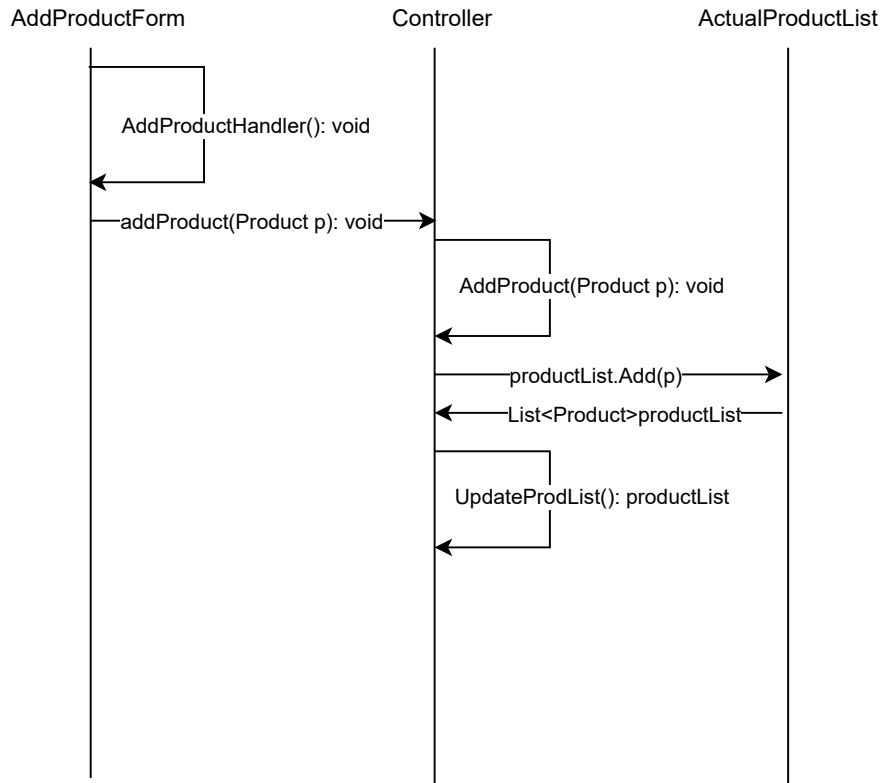 AddProductForm
Controller
ActualProductList
AddProductHandler(): void
addProduct(Product p): void
AddProduct(Product p): void
productList.Add(p)
List<Product>productList
UpdateProdList(): productList